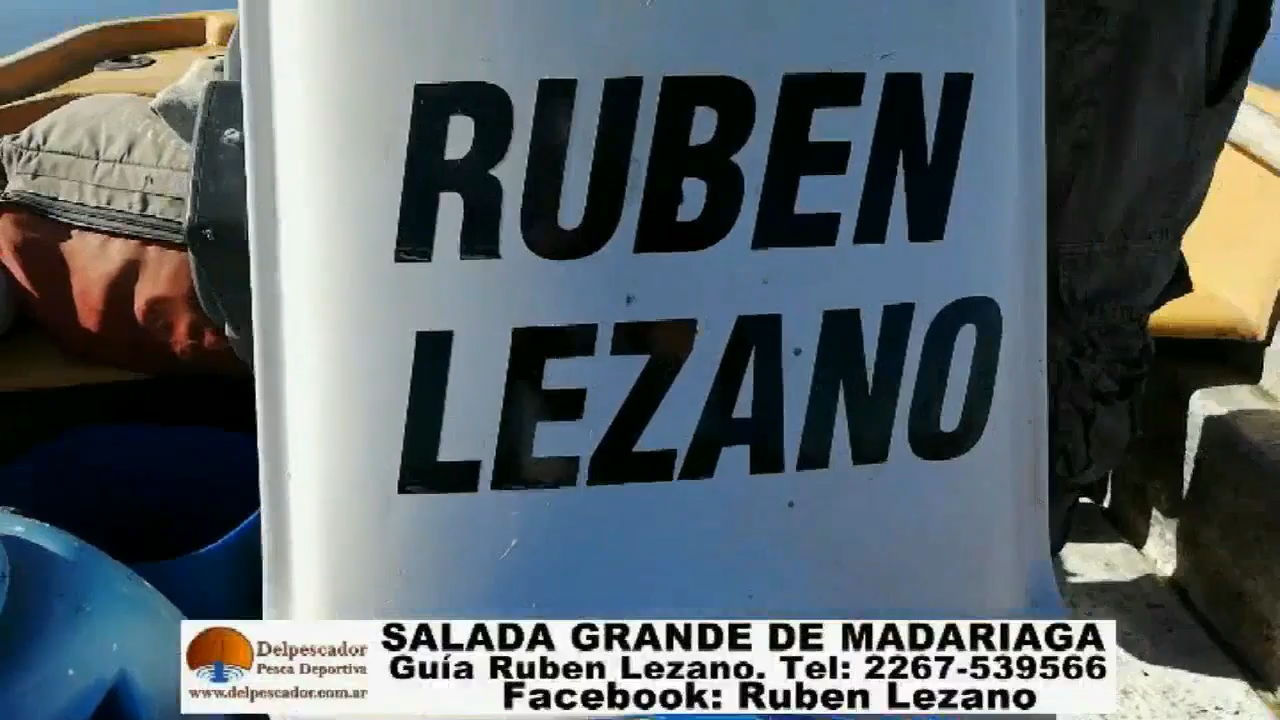 RUBEN
LEZANO
Delpescador
Pesca Deportiva
www.delpescador.com.ar
SALADA GRANDE DE MADARIAGA
Guía Ruben Lezano. Tel: 2267-539566
Facebook: Ruben Lezano